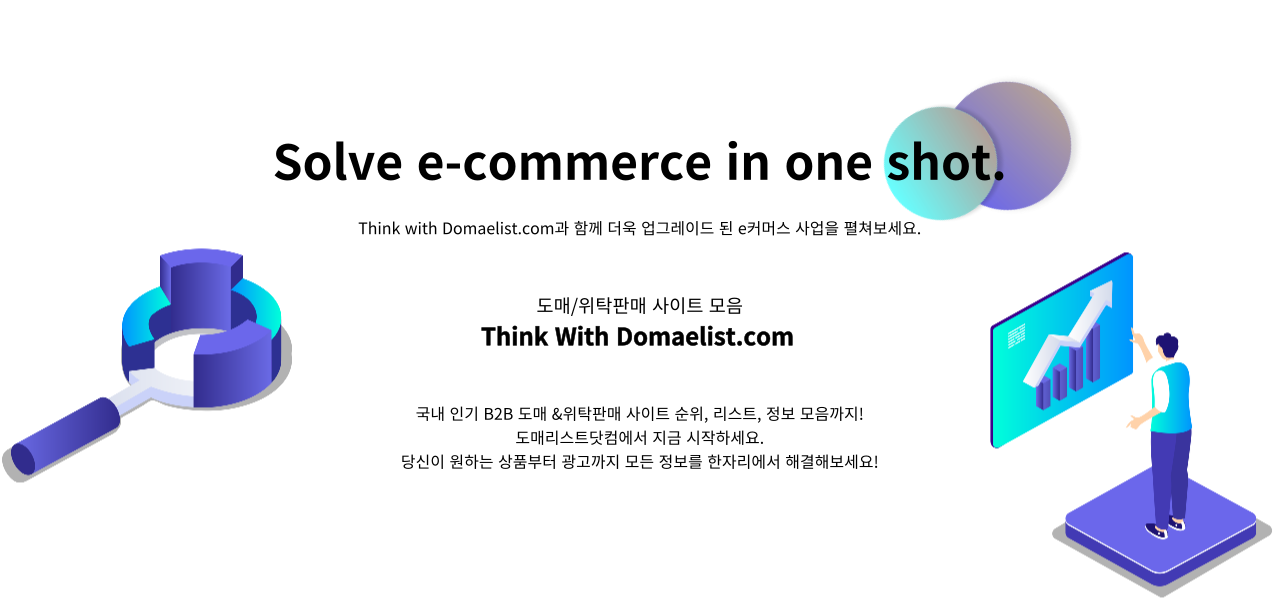 Solve e-commerce in one shot.
Think with Domaelist.com과 함께 더욱 업그레이드 된 e커머스 사업을 펼쳐보세요.
도매/위탁판매 사이트 모음
Think With Domaelist.com
국내 인기 B2B 도매 &위탁판매 사이트 순위, 리스트, 정보 모음까지!
도매리스트닷컴에서 지금 시작하세요.
당신이 원하는 상품부터 광고까지 모든 정보를 한자리에서 해결해보세요!